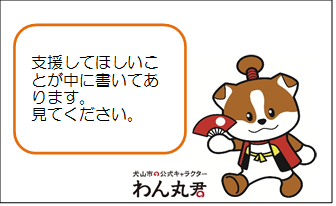 支援してほしいこ
とが中に書いてあ
ります。
見てください。
犬山市の公式キャラクター
わん丸君